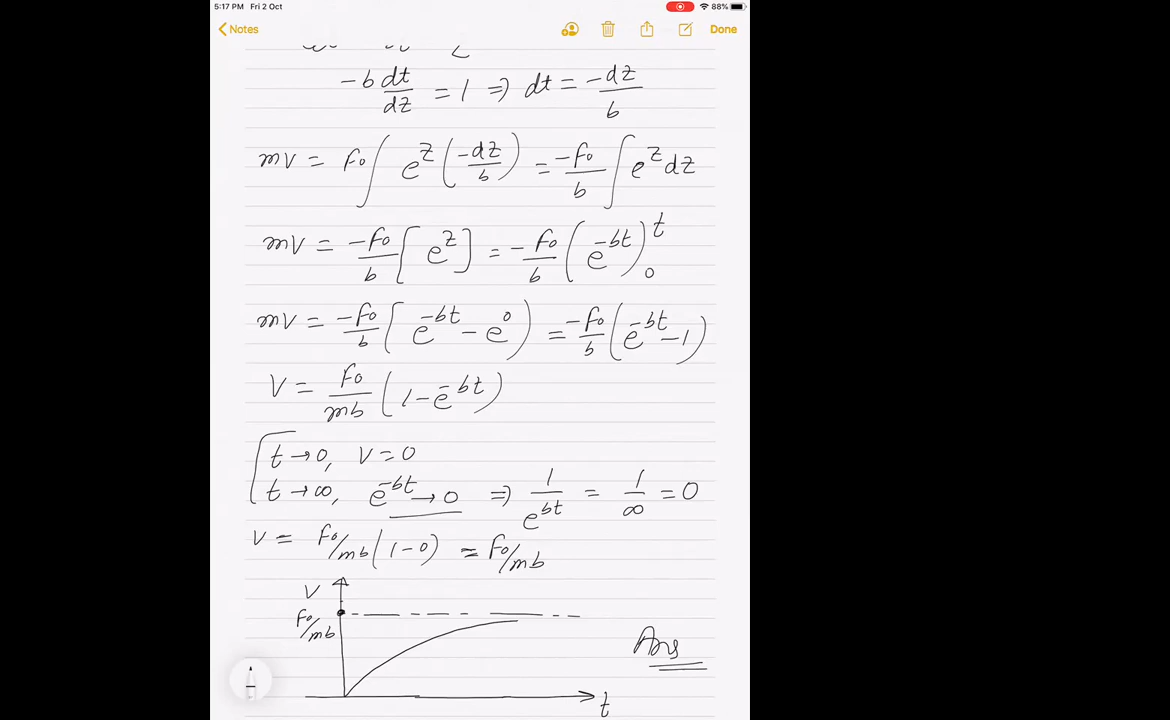 5:17 PM Fri 2 Oct 88%
Notes Done
-b dt/dz = 1 ⇒ dt = -dz/b
mv = F₀ ∫ e^z (-dz/b) = -F₀/b ∫ e^z dz
mv = -F₀/b [ e^z ] = -F₀/b ( e^-bt )₀^t
mv = -F₀/b [ e^-bt - e^0 ) = -F₀/b ( e^-bt - 1 )
V = F₀/mb ( 1 - e^-bt )
t → 0, V = 0
t → ∞, e^-bt → 0 ⇒ 1/e^bt = 1/∞ = 0
V = F₀/mb ( 1 - 0 ) = F₀/mb
V
F₀/mb
Ans
t